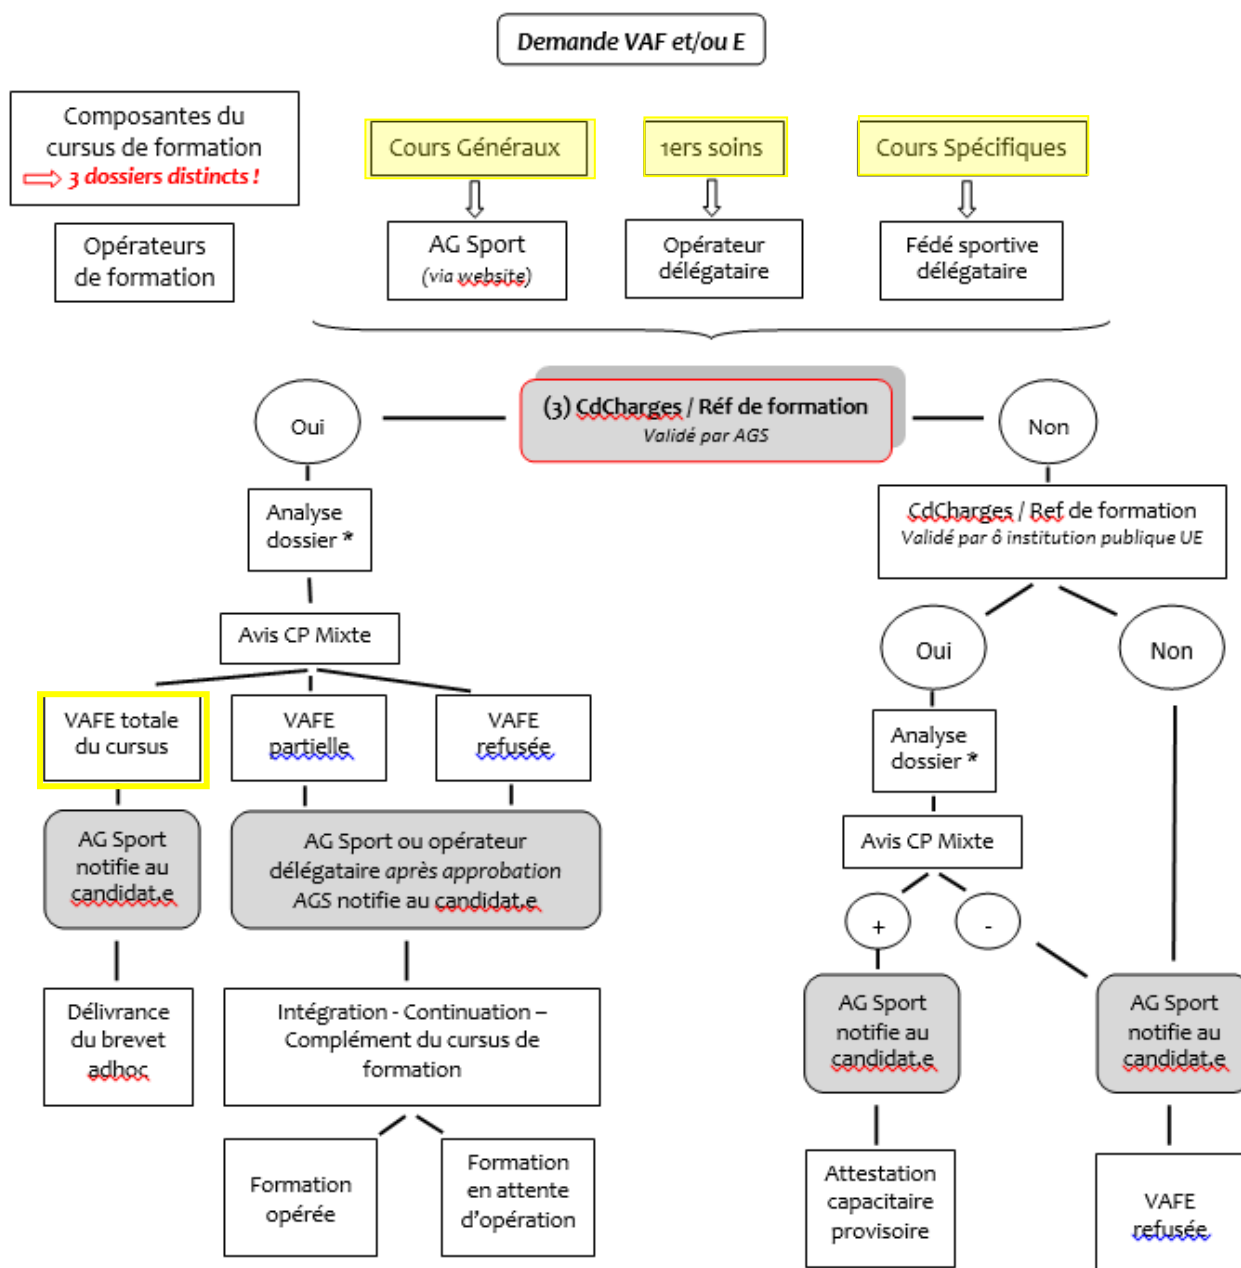 Demande VAF et/ou E
Composantes du
cursus de formation
3 dossiers distincts !
Cours Généraux
1ers soins
Cours Spécifiques
Opérateurs
de formation
AG Sport
(via website)
Opérateur
délégataire
Fédé sportive
délégataire
Oui
(3) CdCharges / Réf de formation
Validé par AGS
Non
Analyse
dossier *
CdCharges / Ref de formation
Validé par ô institution publique UE
Avis CP Mixte
Oui
Non
VAFE totale
du cursus
VAFE
partielle
VAFE
refusée
Analyse
dossier *
AG Sport
notifie au
candidat.e
AG Sport ou opérateur
délégataire après approbation
AGS notifie au candidat.e
Avis CP Mixte
+
-
Délivrance
du brevet
adhoc
Intégration - Continuation –
Complément du cursus de
formation
AG Sport
notifie au
candidat.e
AG Sport
notifie au
candidat.e
Formation
opérée
Formation
en attente
d'opération
Attestation
capacitaire
provisoire
VAFE
refusée